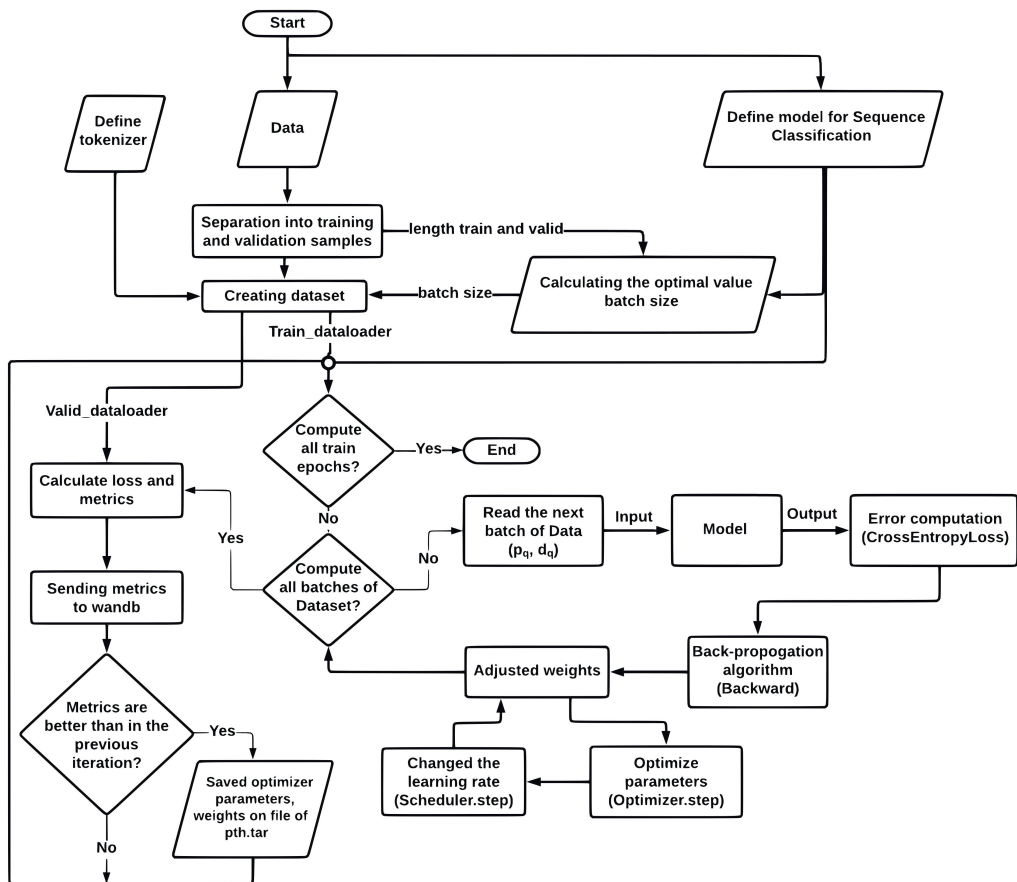 Start
Define
tokenizer
Data
Define model for Sequence
Classification
Separation into training
and validation samples
length train and valid
Calculating the optimal value
batch size
batch size
Creating dataset
Train_dataloader
Valid_dataloader
Compute
all train
epochs?
Yes
End
No
Calculate loss and
metrics
Yes
Compute
all batches of
Dataset?
No
Read the next
batch of Data
(pq, dq)
Input
Model
Output
Error computation
(CrossEntropyLoss)
Sending metrics
to wandb
Adjusted weights
Back-propogation
algorithm
(Backward)
Metrics are
better than in the
previous
iteration?
Yes
Saved optimizer
parameters,
weights on file of
pth.tar
No
Changed the
learning rate
(Scheduler.step)
Optimize
parameters
(Optimizer.step)